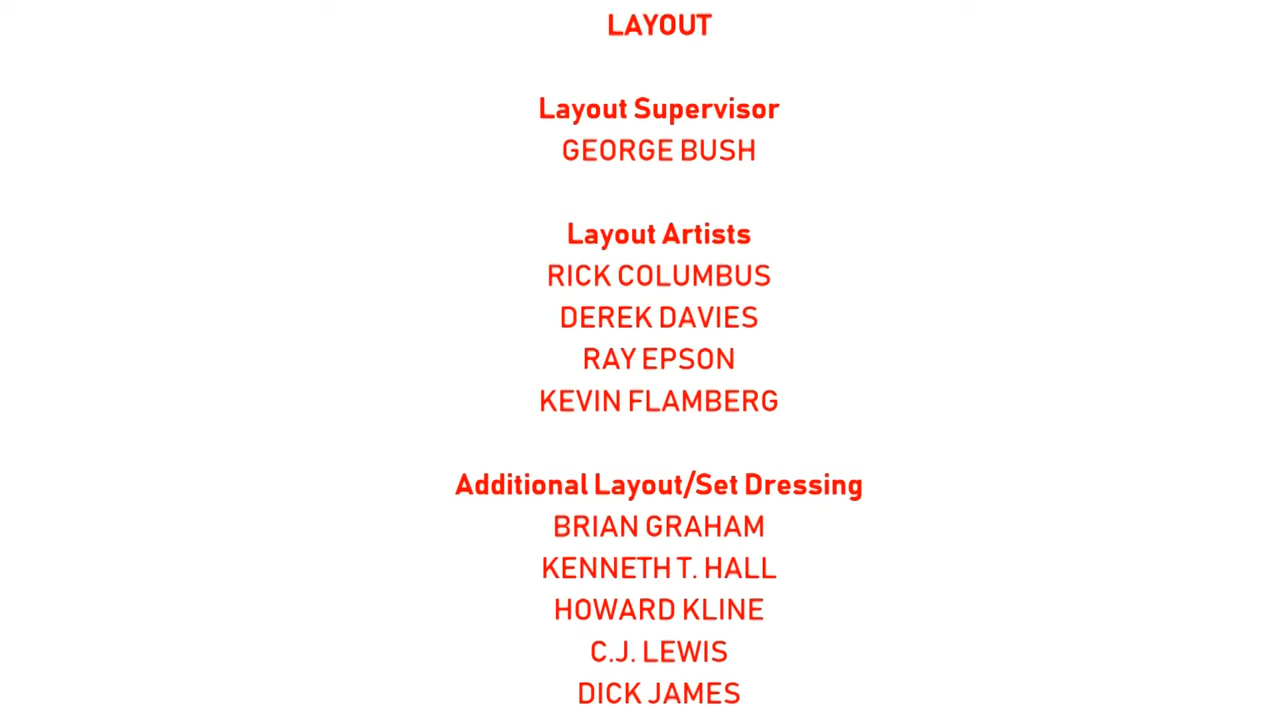 LAYOUT
Layout Supervisor
GEORGE BUSH
Layout Artists
RICK COLUMBUS
DEREK DAVIES
RAY EPSON
KEVIN FLAMBERG
Additional Layout/Set Dressing
BRIAN GRAHAM
KENNETH T. HALL
HOWARD KLINE
C.J. LEWIS
DICK JAMES